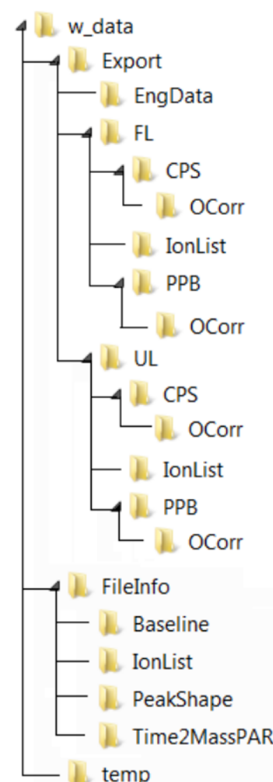 w_data
Export
EngData
FL
CPS
OCorr
IonList
PPB
OCorr
UL
CPS
OCorr
IonList
PPB
OCorr
FileInfo
Baseline
IonList
PeakShape
Time2MassPAR
temp